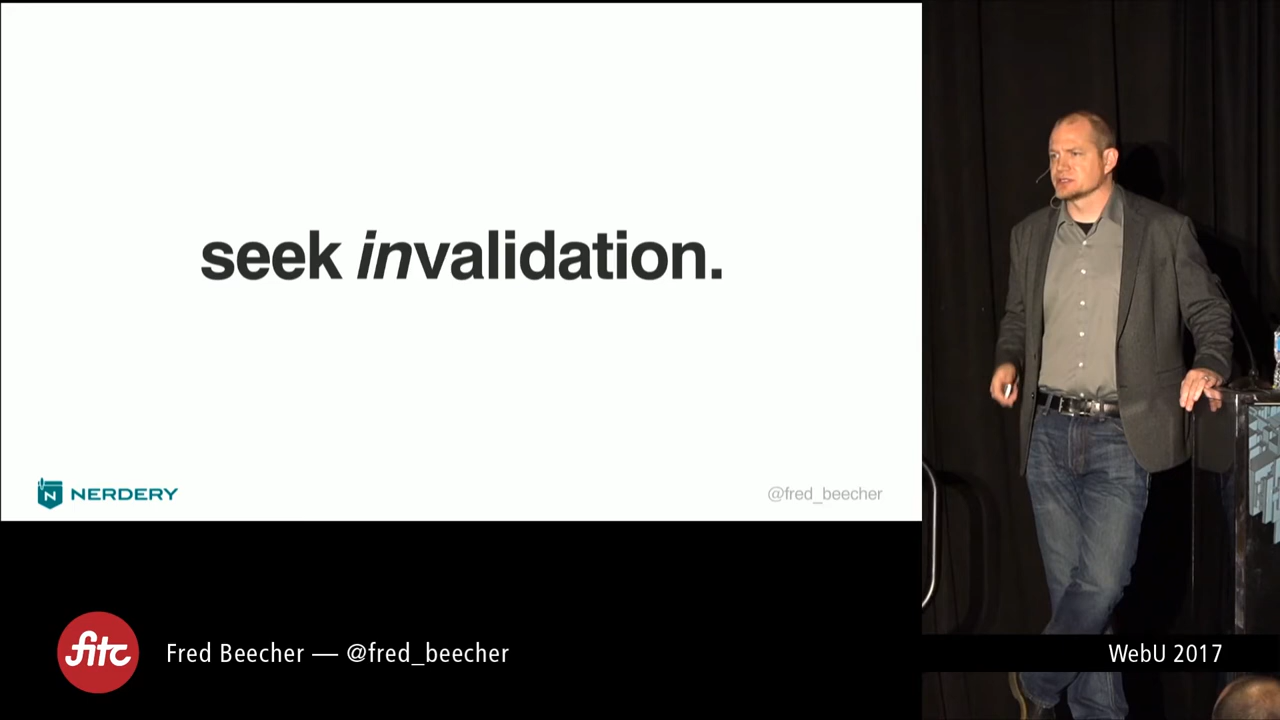 seek invalidation.
N NERDERY
@fred_beecher
fitc
Fred Beecher — @fred_beecher
WebU 2017